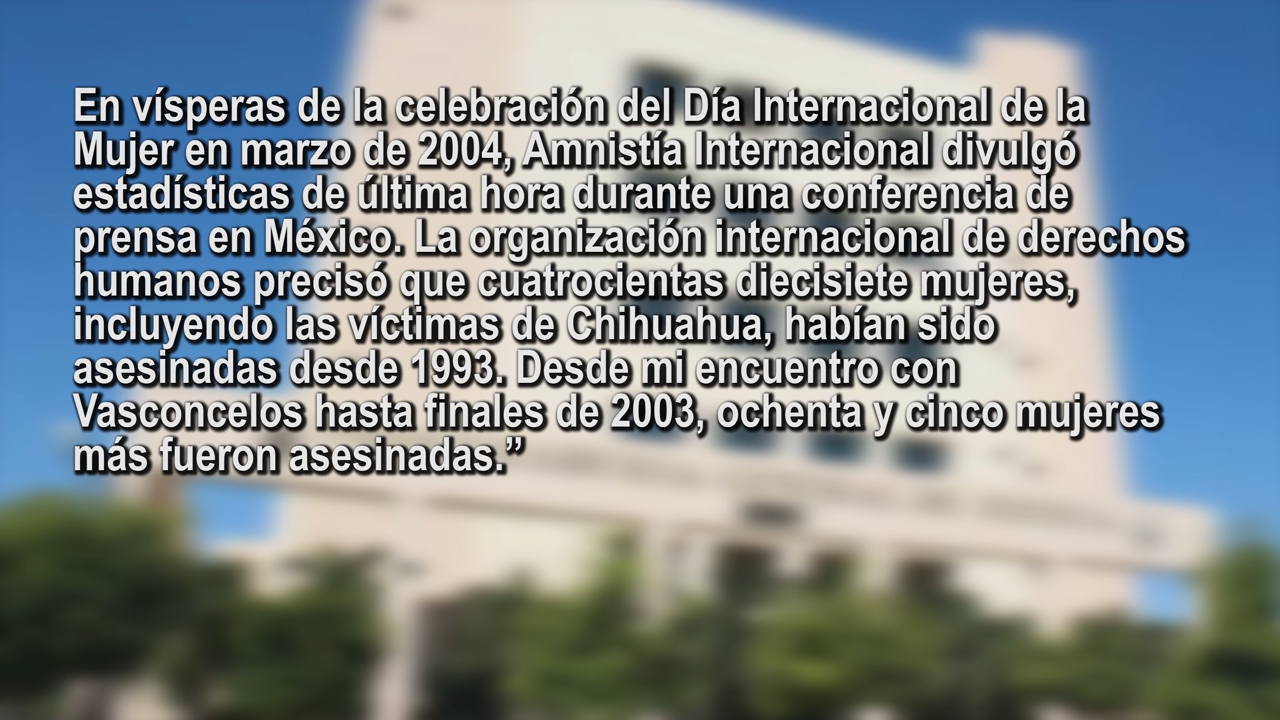 En vísperas de la celebración del Día Internacional de la
Mujer en marzo de 2004, Amnistía Internacional divulgó
estadísticas de última hora durante una conferencia de
prensa en México. La organización internacional de derechos
humanos precisó que cuatrocientas diecisiete mujeres,
incluyendo las víctimas de Chihuahua, habían sido
asesinadas desde 1993. Desde mi encuentro con
Vasconcelos hasta finales de 2003, ochenta y cinco mujeres
más fueron asesinadas.”